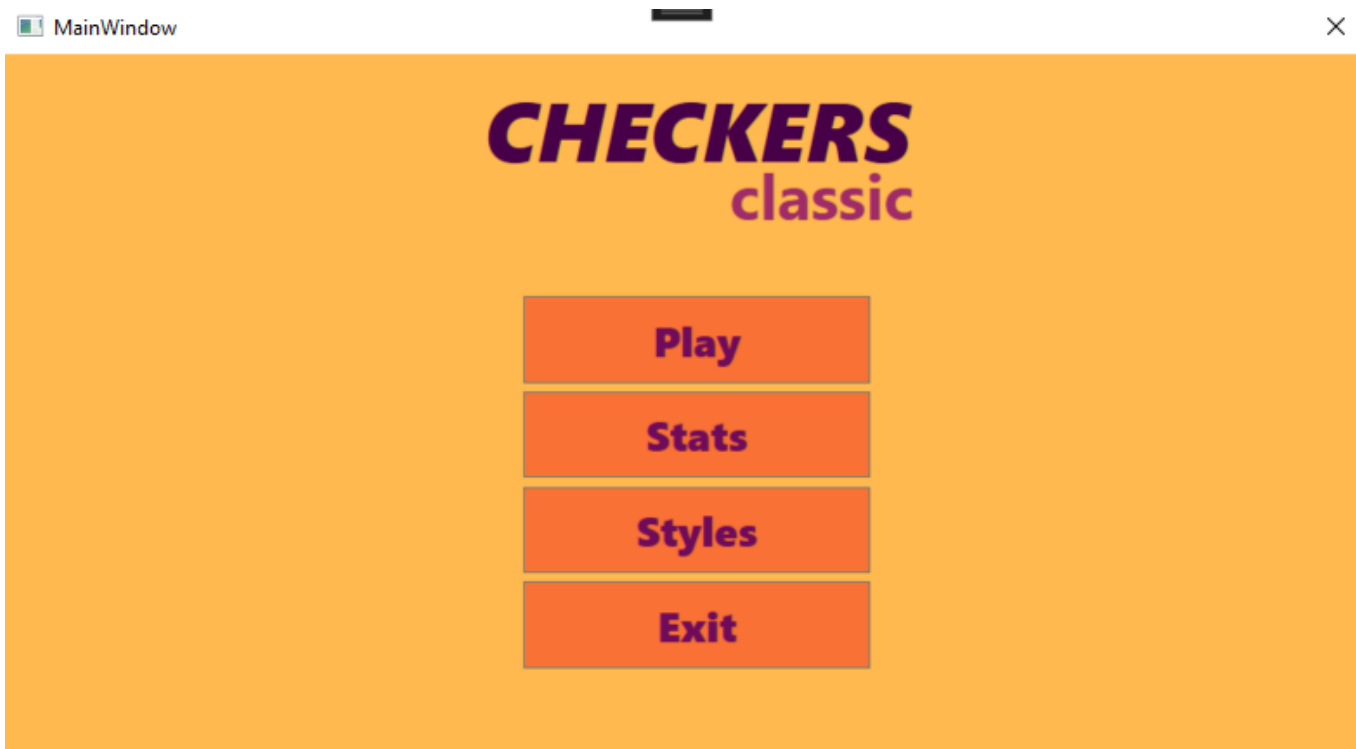 MainWindow
CHECKERS
classic
Play
Stats
Styles
Exit